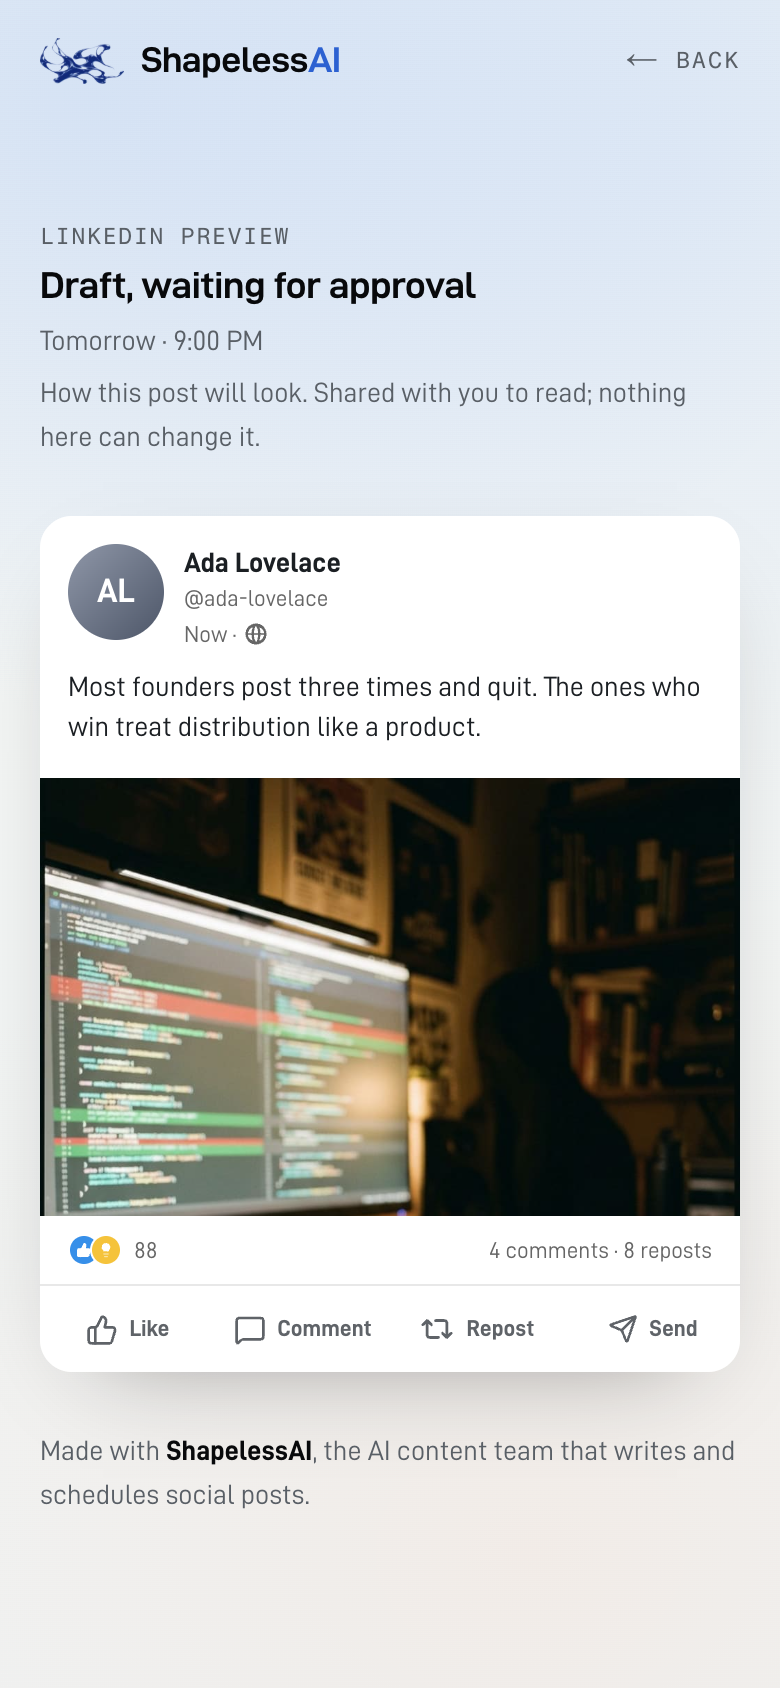 ShapelessAI
← BACK
LINKEDIN PREVIEW
Draft, waiting for approval
Tomorrow · 9:00 PM
How this post will look. Shared with you to read; nothing
here can change it.
AL
Ada Lovelace
@ada-lovelace
Now ·
Most founders post three times and quit. The ones who
win treat distribution like a product.
88
4 comments · 8 reposts
Like
Comment
Repost
Send
Made with ShapelessAI, the AI content team that writes and
schedules social posts.